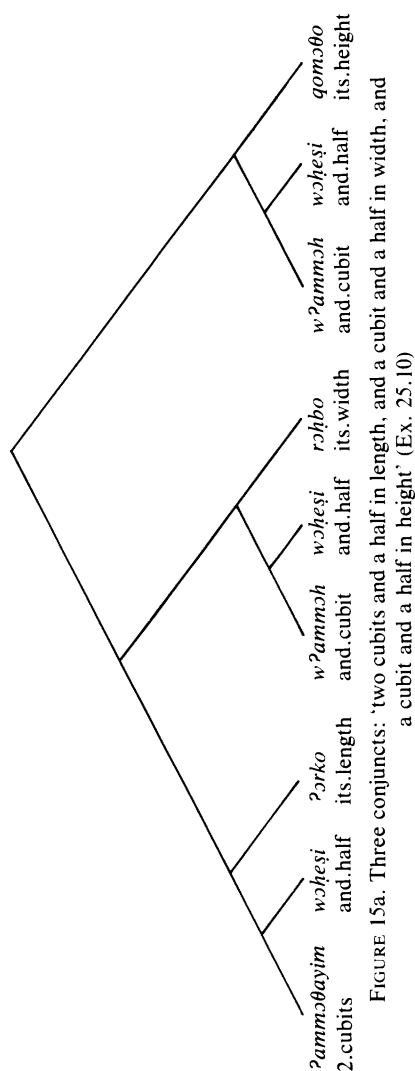 ʔammɔθayim wɔḥeṣi ʔɔrko wʔammɔh wɔḥeṣi rɔḥbo wʔammɔh wɔḥeṣi qomɔθo
2.cubits and.half its.length and.cubit and.half its.width and.cubit and.half its.height
FIGURE 15a. Three conjuncts: ‘two cubits and a half in length, and a cubit and a half in width, and
a cubit and a half in height’ (Ex. 25.10)